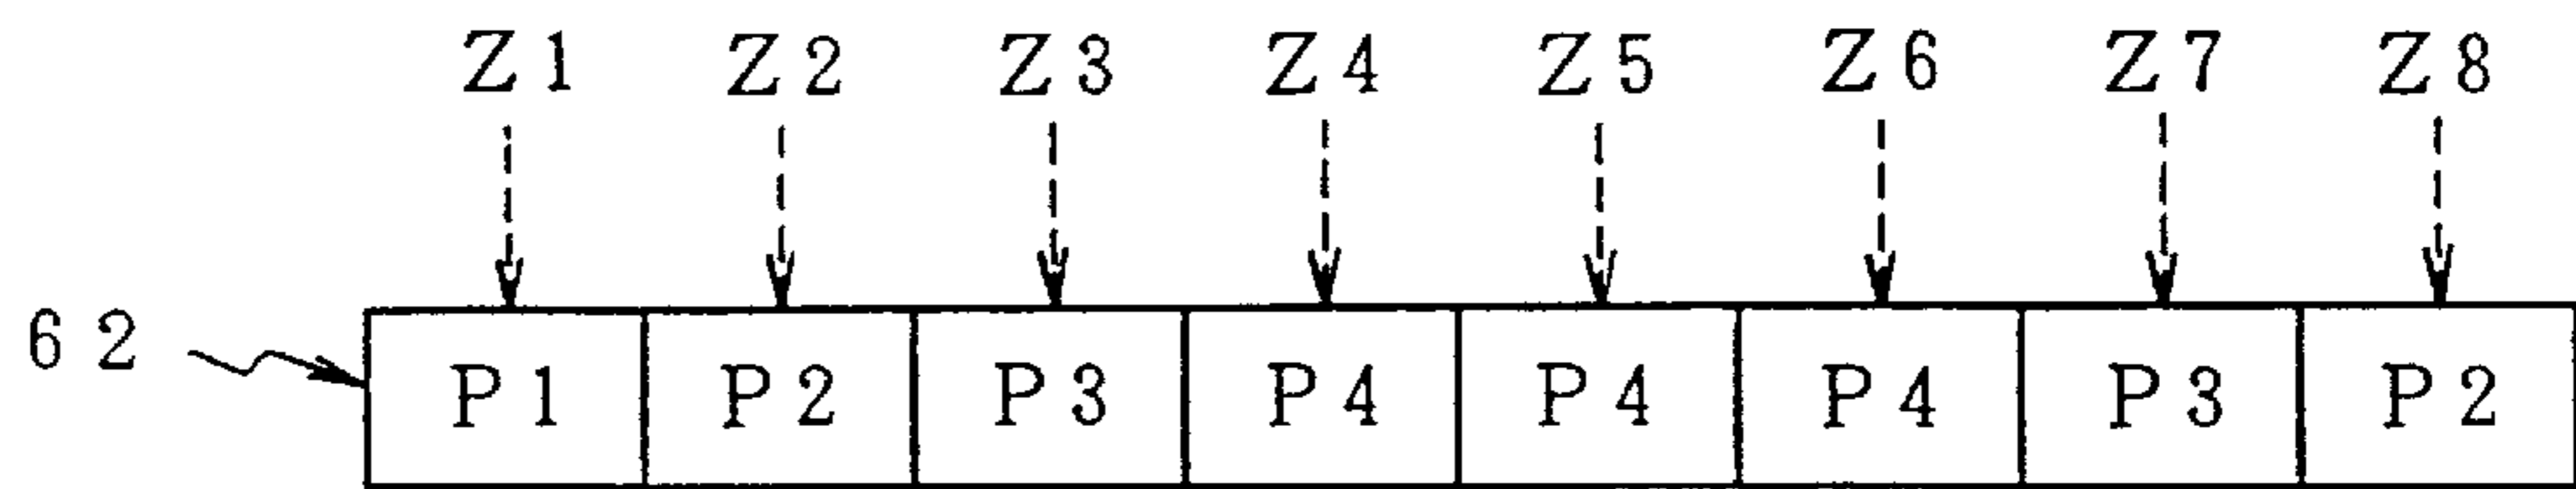 Z1 Z2 Z3 Z4 Z5 Z6 Z7 Z8
62 P1 P2 P3 P4 P4 P4 P3 P2